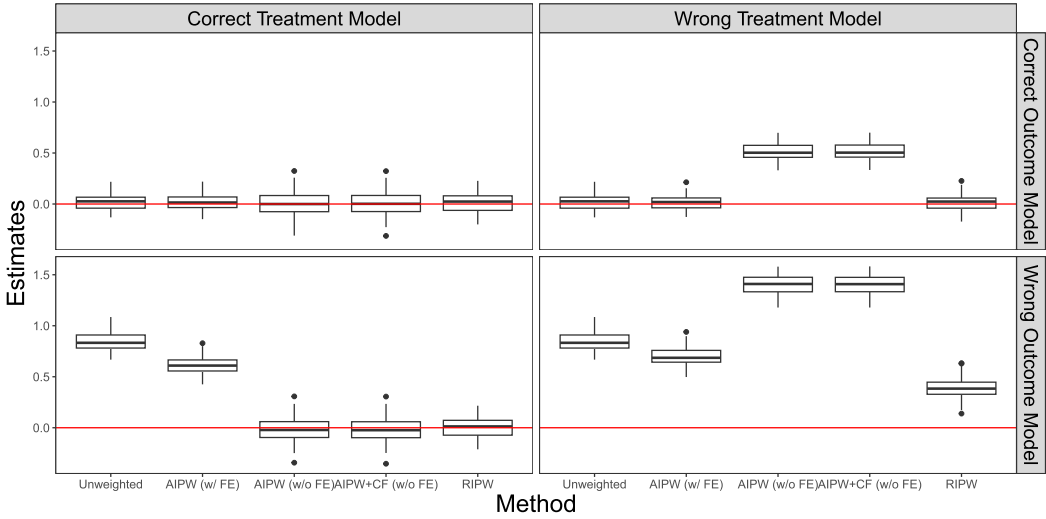 Correct Treatment Model
Wrong Treatment Model
1.5
1.0
0.5
0.0
Correct Outcome Model
1.5
1.0
0.5
0.0
Wrong Outcome Model
Estimates
Unweighted AIPW (w/ FE) AIPW (w/o FE) AIPW+CF (w/o FE) RIPW
Unweighted AIPW (w/ FE) AIPW (w/o FE) AIPW+CF (w/o FE) RIPW
Method